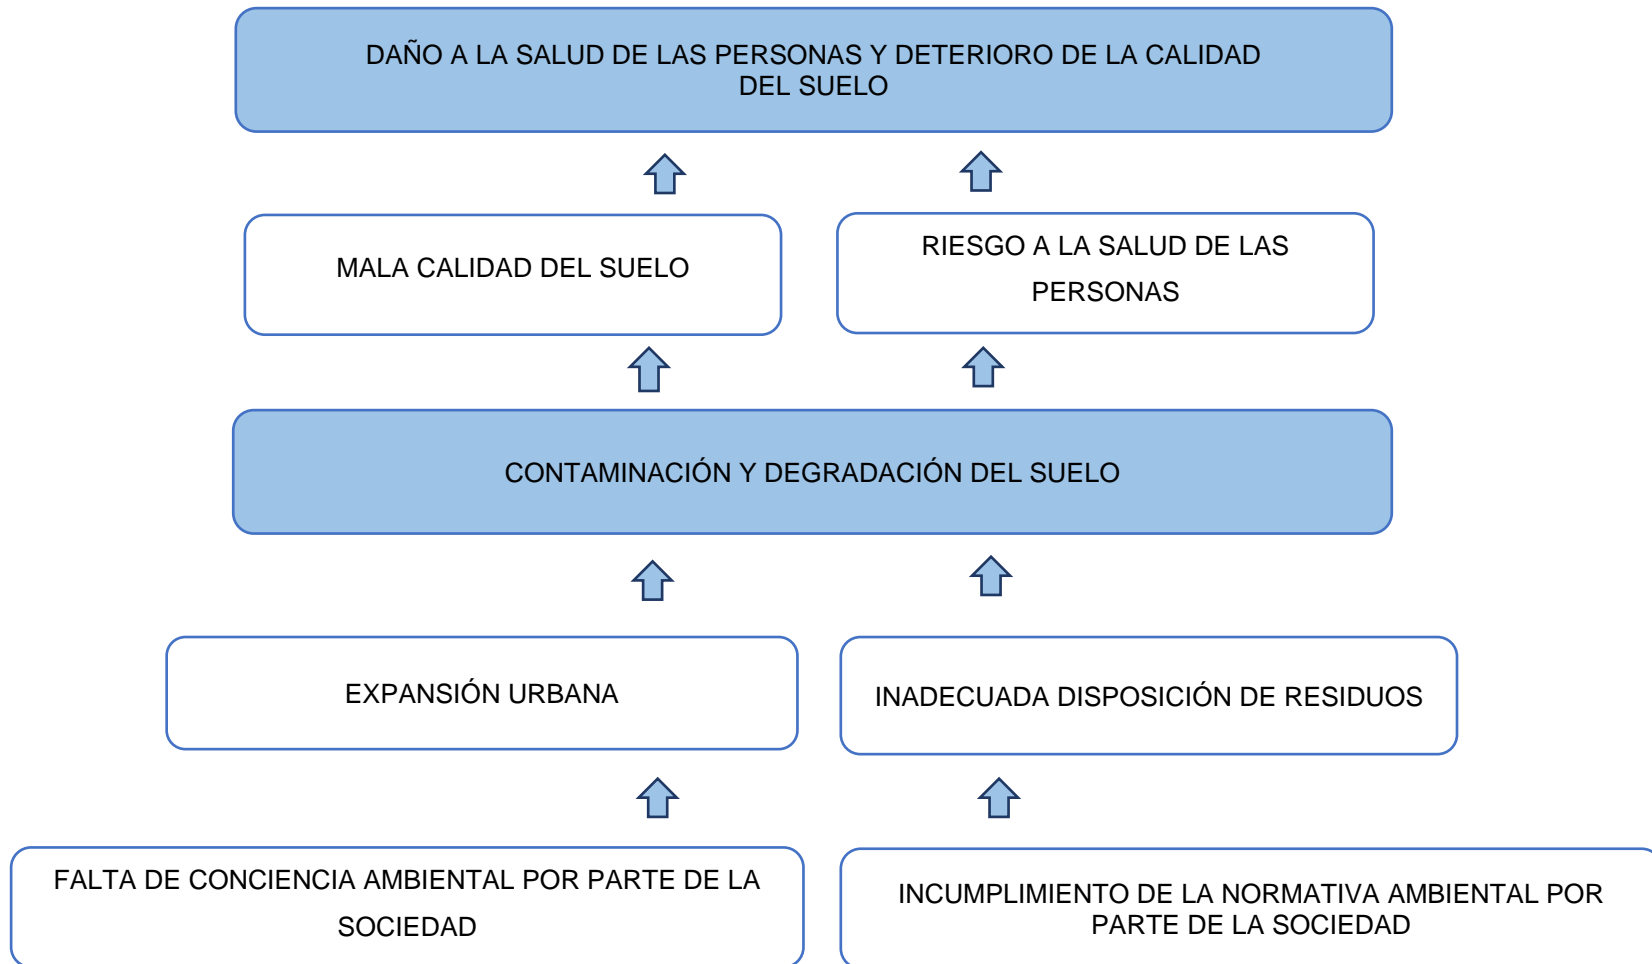 DAÑO A LA SALUD DE LAS PERSONAS Y DETERIORO DE LA CALIDAD
DEL SUELO
MALA CALIDAD DEL SUELO
RIESGO A LA SALUD DE LAS
PERSONAS
CONTAMINACIÓN Y DEGRADACIÓN DEL SUELO
EXPANSIÓN URBANA
INADECUADA DISPOSICIÓN DE RESIDUOS
FALTA DE CONCIENCIA AMBIENTAL POR PARTE DE LA
SOCIEDAD
INCUMPLIMIENTO DE LA NORMATIVA AMBIENTAL POR
PARTE DE LA SOCIEDAD